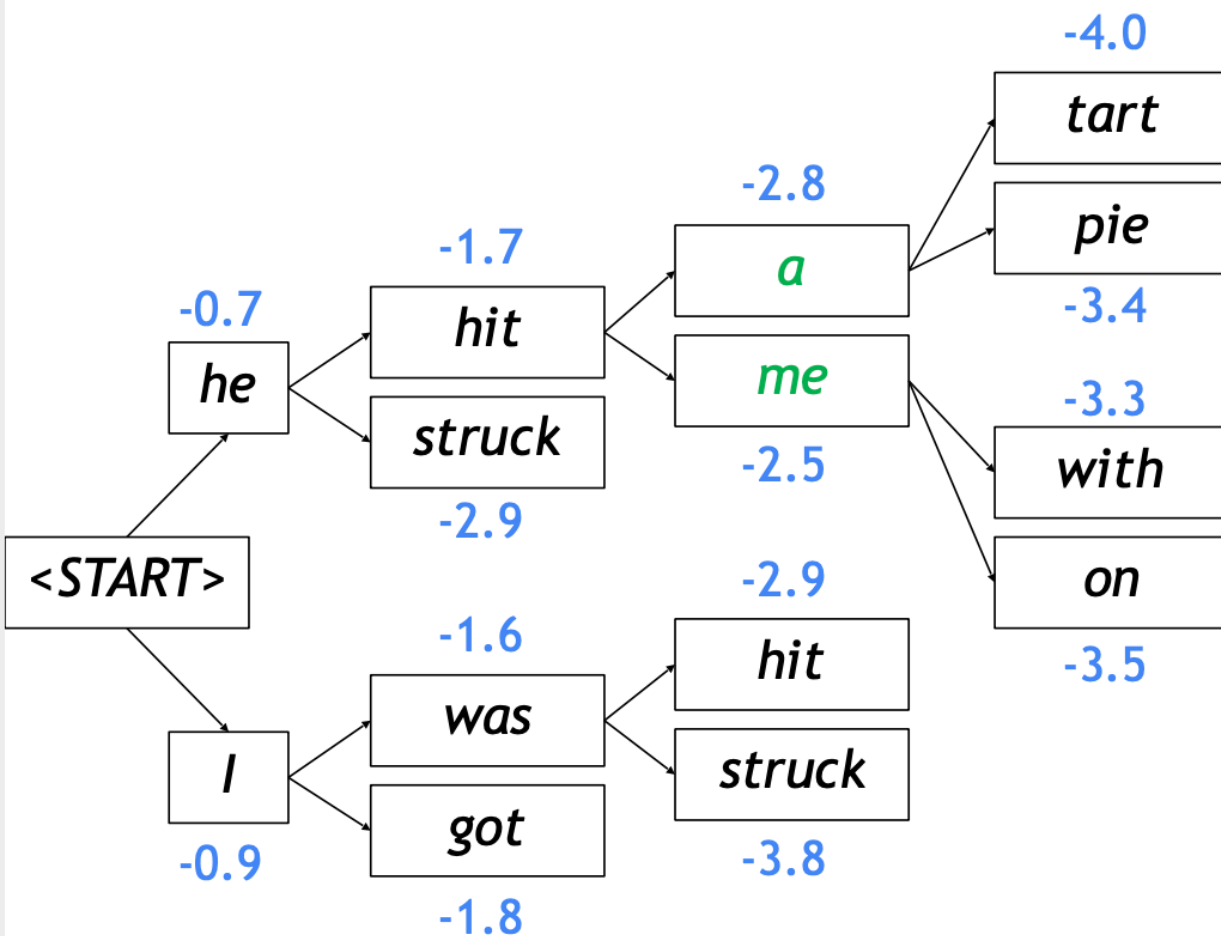 -4.0
tart
-2.8
pie
-1.7
a
-3.4
-0.7
hit
me
-3.3
he
struck
-2.5
with
-2.9
<START>
-2.9
on
-1.6
hit
-3.5
was
I
struck
got
-0.9
-3.8
-1.8